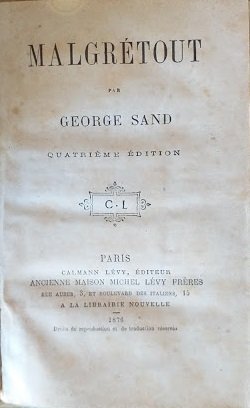 MALGRÉTOUT
PAR
GEORGE SAND
QUATRIÈME ÉDITION
C·L
PARIS
CALMANN LÉVY, ÉDITEUR
ANCIENNE MAISON MICHEL LÉVY FRÈRES
RUE AUBER, 3, ET BOULEVARD DES ITALIENS, 15
A LA LIBRAIRIE NOUVELLE
1876
Droits de reproduction et de traduction réservés